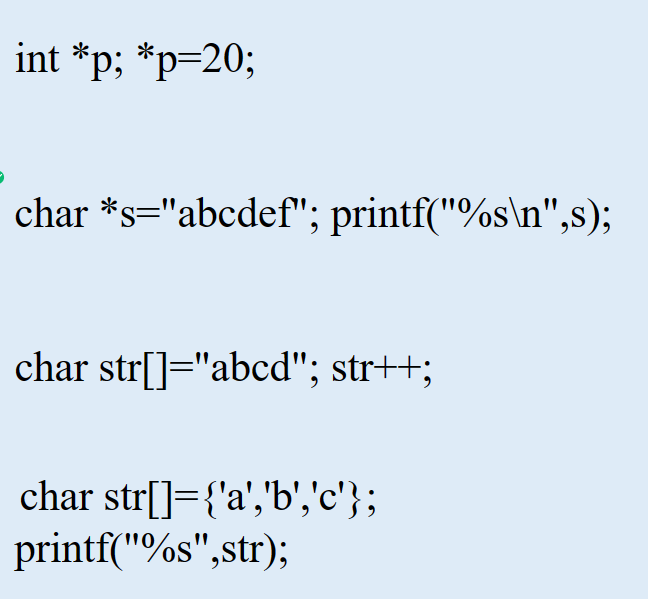 int *p; *p=20;
char *s="abcdef"; printf("%s\n",s);
char str[]="abcd"; str++;
char str[]={'a','b','c'};
printf("%s",str);